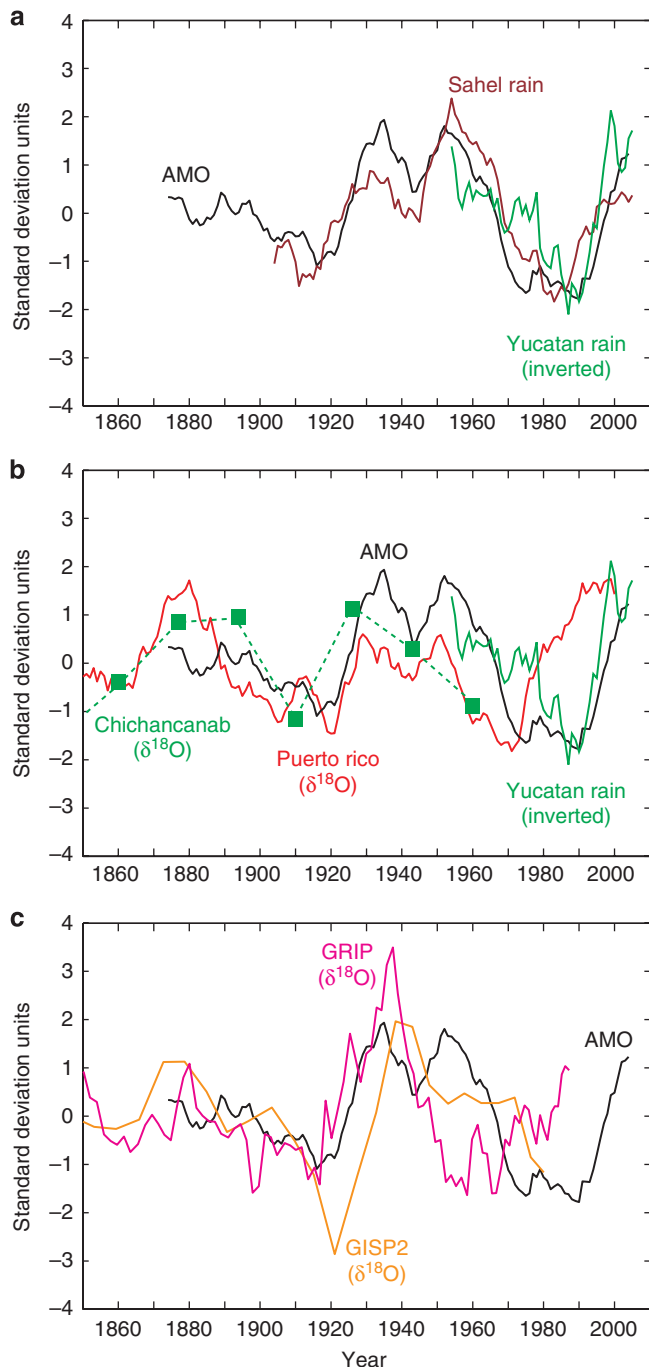 a
4
3
2
1
0
–1
–2
–3
–4
Standard deviation units
Sahel rain
AMO
Yucatan rain
(inverted)
1860 1880 1900 1920 1940 1960 1980 2000
b
4
3
2
1
0
–1
–2
–3
–4
Standard deviation units
AMO
Chichancanab
(δ¹⁸O)
Puerto rico
(δ¹⁸O)
Yucatan rain
(inverted)
1860 1880 1900 1920 1940 1960 1980 2000
c
4
3
2
1
0
–1
–2
–3
–4
Standard deviation units
GRIP
(δ¹⁸O)
AMO
GISP2
(δ¹⁸O)
1860 1880 1900 1920 1940 1960 1980 2000
Year